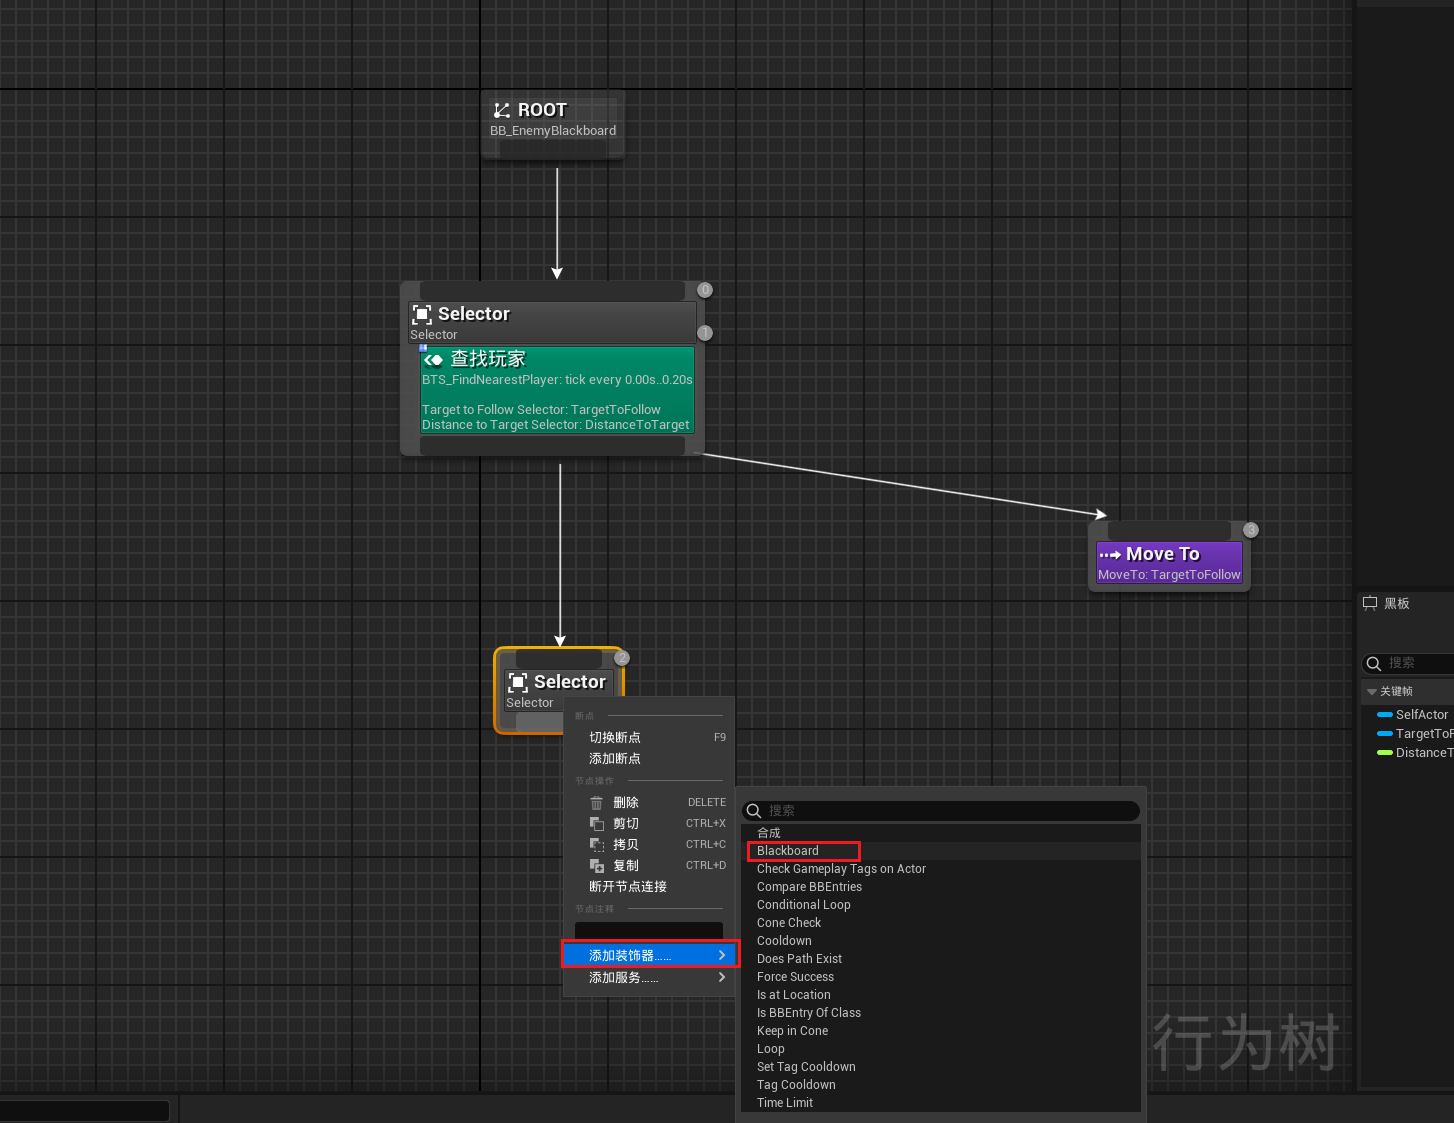 ROOT
BB_EnemyBlackboard
0
Selector
Selector
1
查找玩家
BTS_FindNearestPlayer: tick every 0.00s..0.20s
Target to Follow Selector: TargetToFollow
Distance to Target Selector: DistanceToTarget
3
Move To
MoveTo: TargetToFollow
2
Selector
Selector
断点
切换断点 F9
添加断点
节点操作
删除 DELETE
剪切 CTRL+X
拷贝 CTRL+C
复制 CTRL+D
断开节点连接
节点注释
添加装饰器......
添加服务......
搜索
合成
Blackboard
Check Gameplay Tags on Actor
Compare BBEntries
Conditional Loop
Cone Check
Cooldown
Does Path Exist
Force Success
Is at Location
Is BBEntry Of Class
Keep in Cone
Loop
Set Tag Cooldown
Tag Cooldown
Time Limit
行为树
黑板
搜索
关键帧
SelfActor
TargetToF
DistanceT